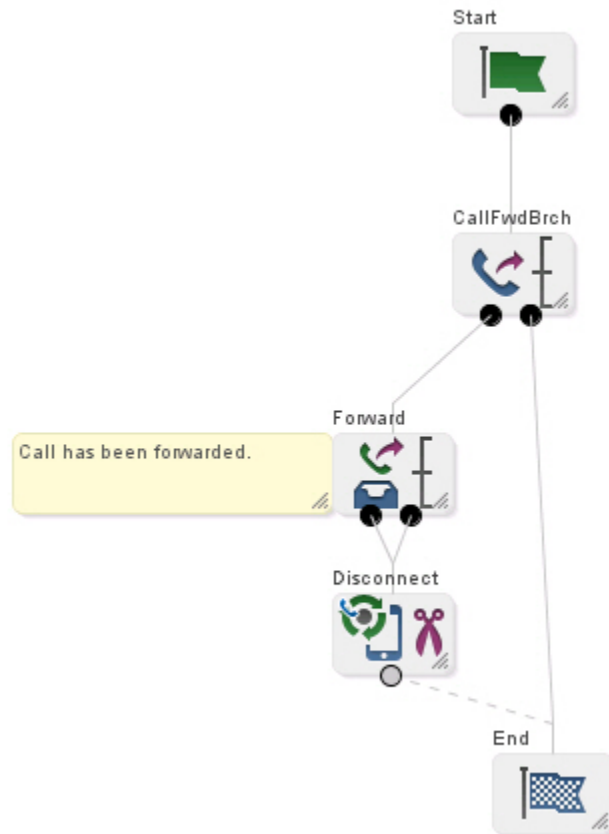 Start
CallFwdBrch
Forward
Call has been forwarded.
Disconnect
End